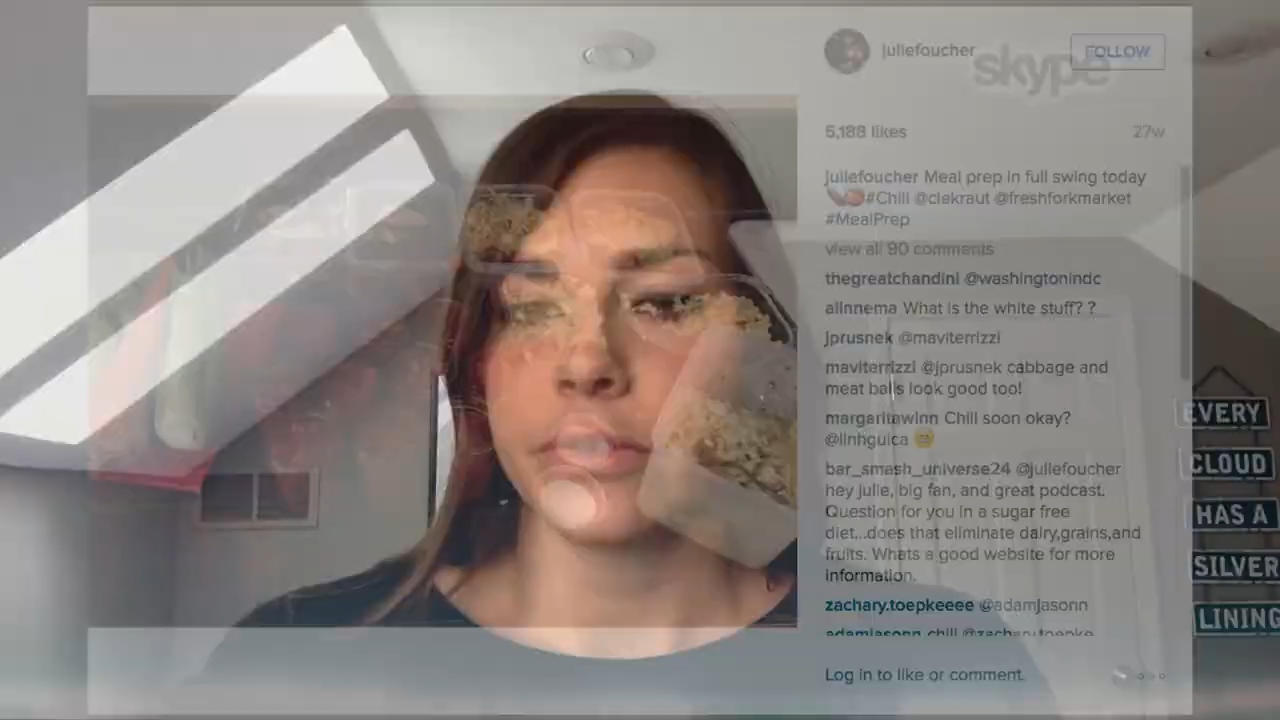 juliefoucher
skype
FOLLOW
5,188 likes
27w
juliefoucher Meal prep in full swing today
#Chili @clekraut @freshforkmarket
#MealPrep
view all 90 comments
thegreatchandini @washingtonindc
alinnema What is the white stuff? ?
jprusnek @maviterrizzi
maviterrizzi @jprusnek cabbage and
meat balls look good too!
margaritawinn Chili soon okay?
@linhguica
bar_smash_universe24 @juliefoucher
hey julie, big fan, and great podcast.
Question for you in a sugar free
diet...does that eliminate dairy,grains,and
fruits. Whats a good website for more
information.
zachary.toepkeeee @adamjasonn
adamjasonn chili @zachary.toepke
Log in to like or comment.
EVERY
CLOUD
HAS A
SILVER
LINING